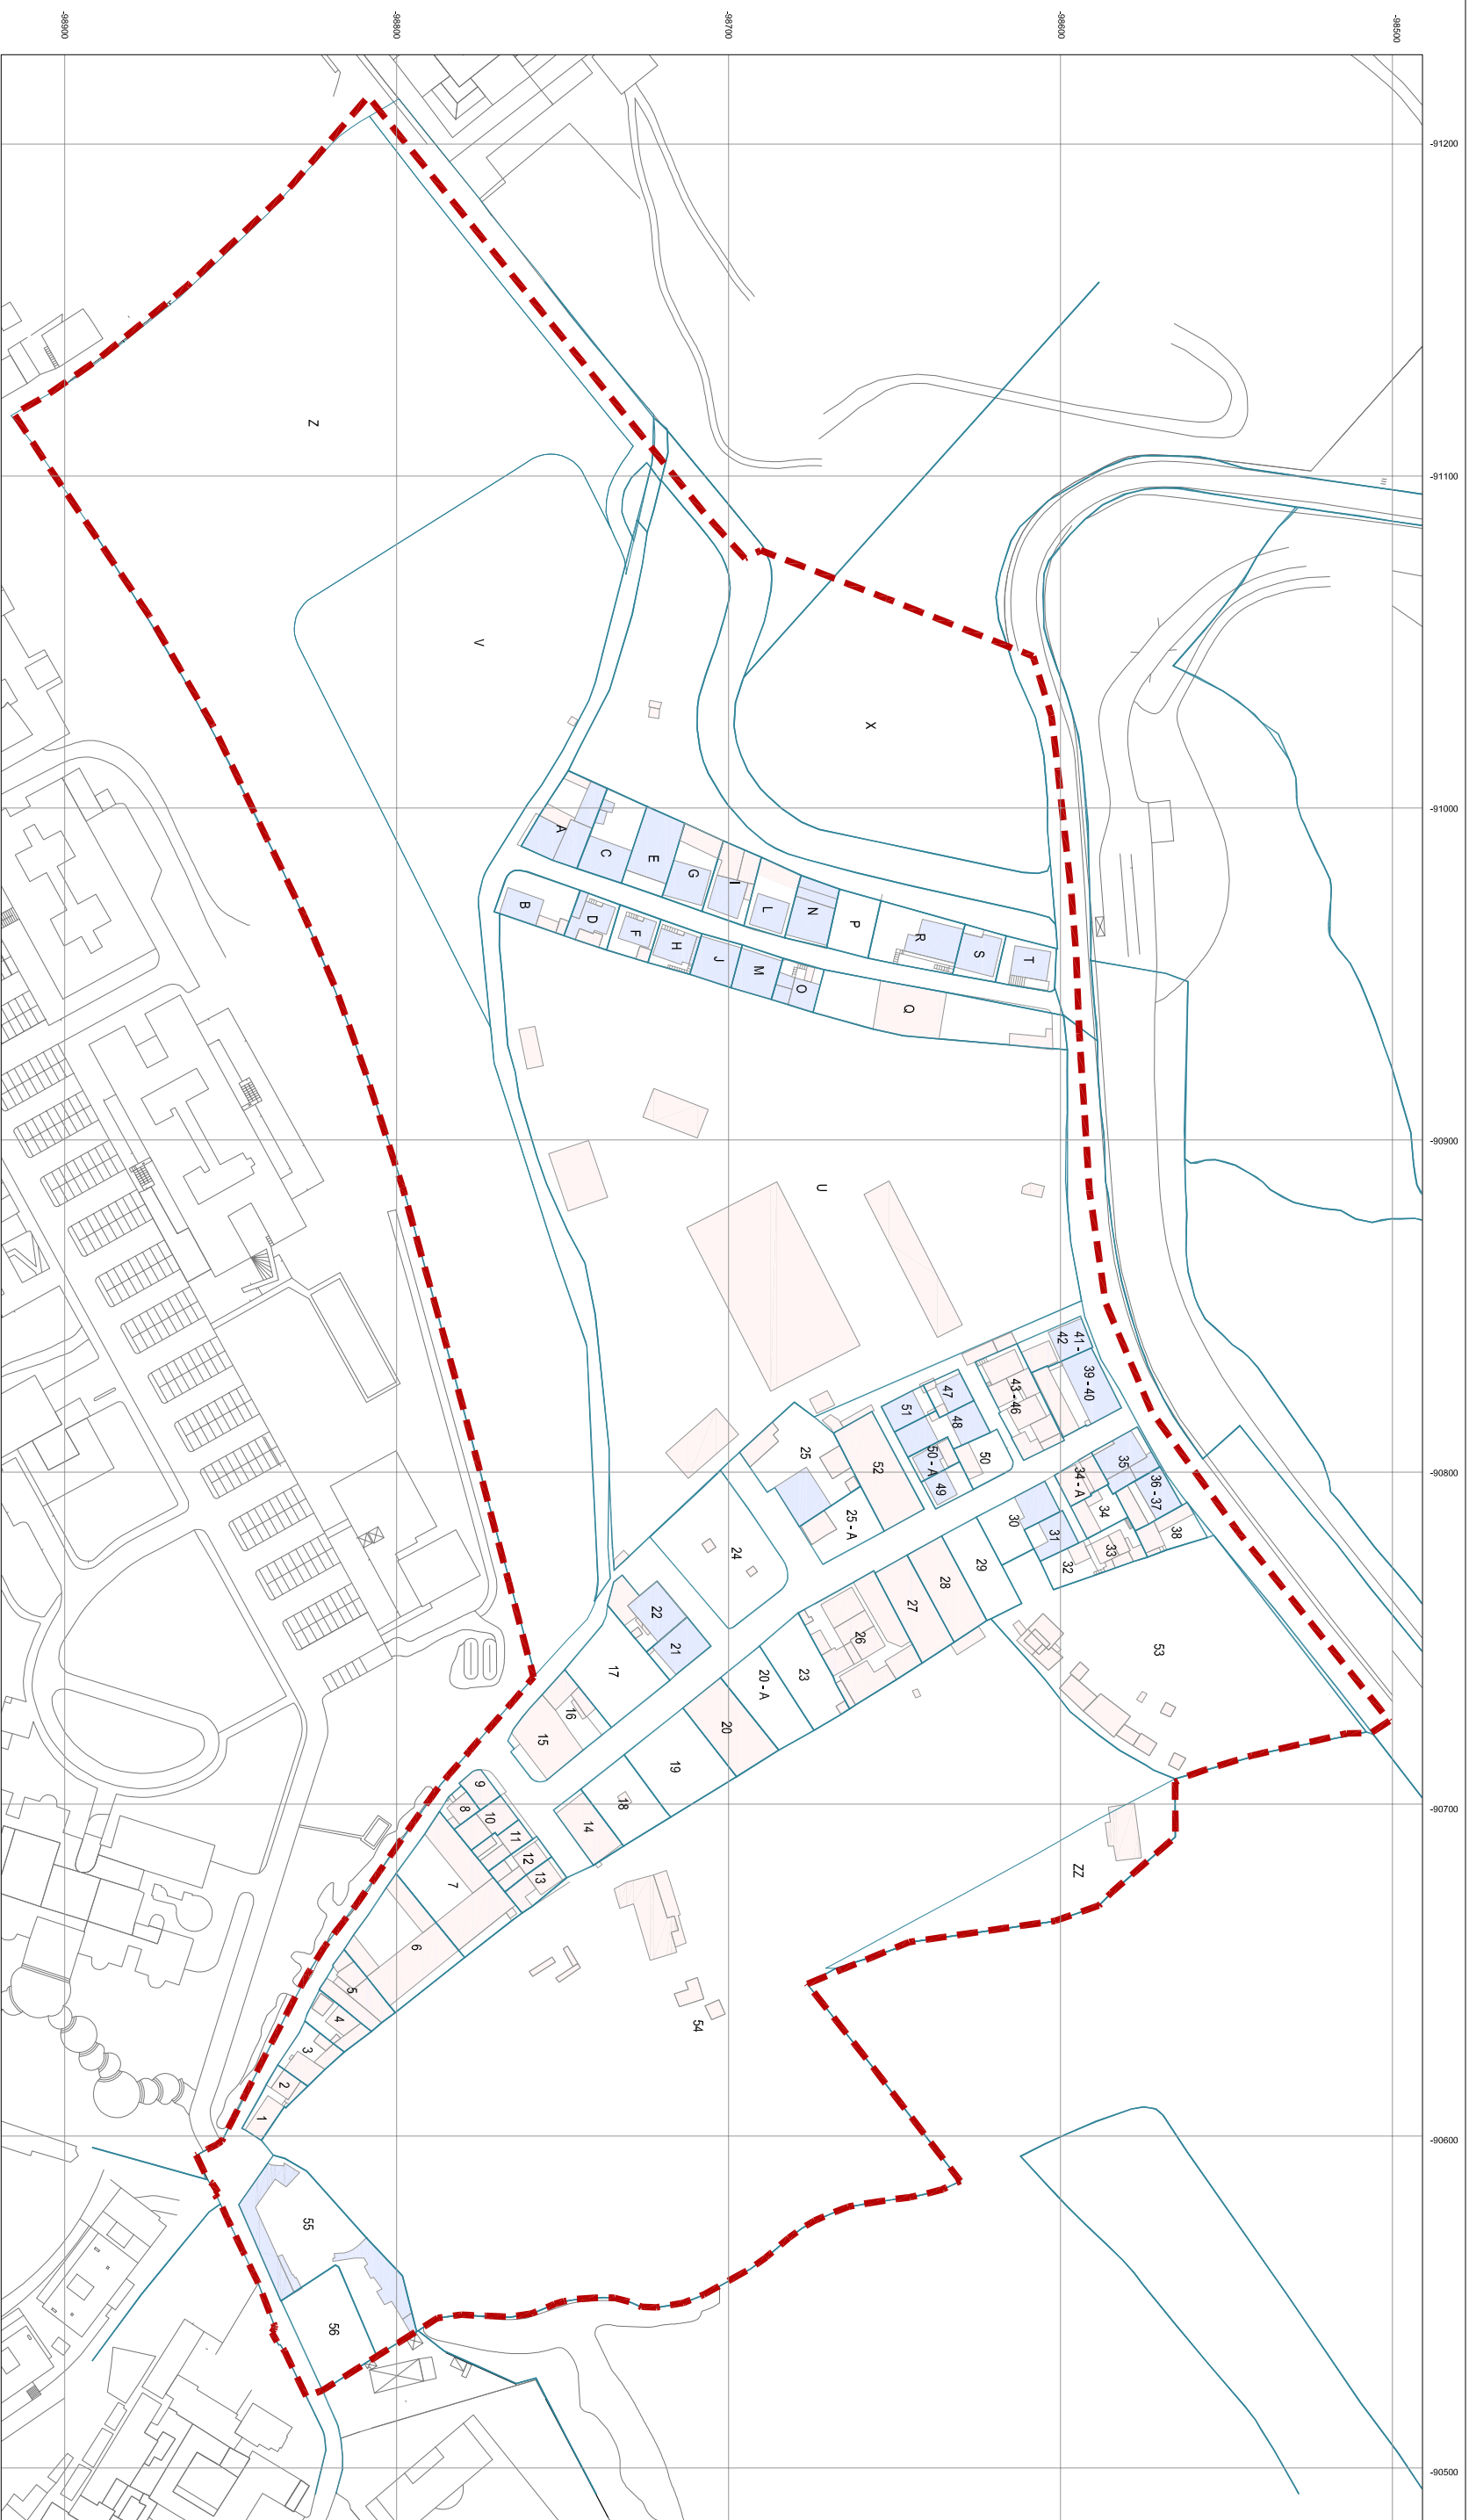 -98900
-98800
-98700
-98600
-98500
-91200
-91100
-91000
-90900
-90800
-90700
-90600
-90500
Z
V
X
A
C
E
G
I
L
N
P
R
S
T
B
D
F
H
J
M
O
Q
U
41-
42
39 - 40
43 - 46
47
48
51
50 - A
50
49
52
25
25 - A
24
35
36 - 37
34 - A
34
38
33
32
31
30
29
28
27
26
53
22
21
17
23
20 - A
20
19
18
14
16
15
9
8
10
11
12
13
7
6
5
4
3
2
1
54
ZZ
55
56